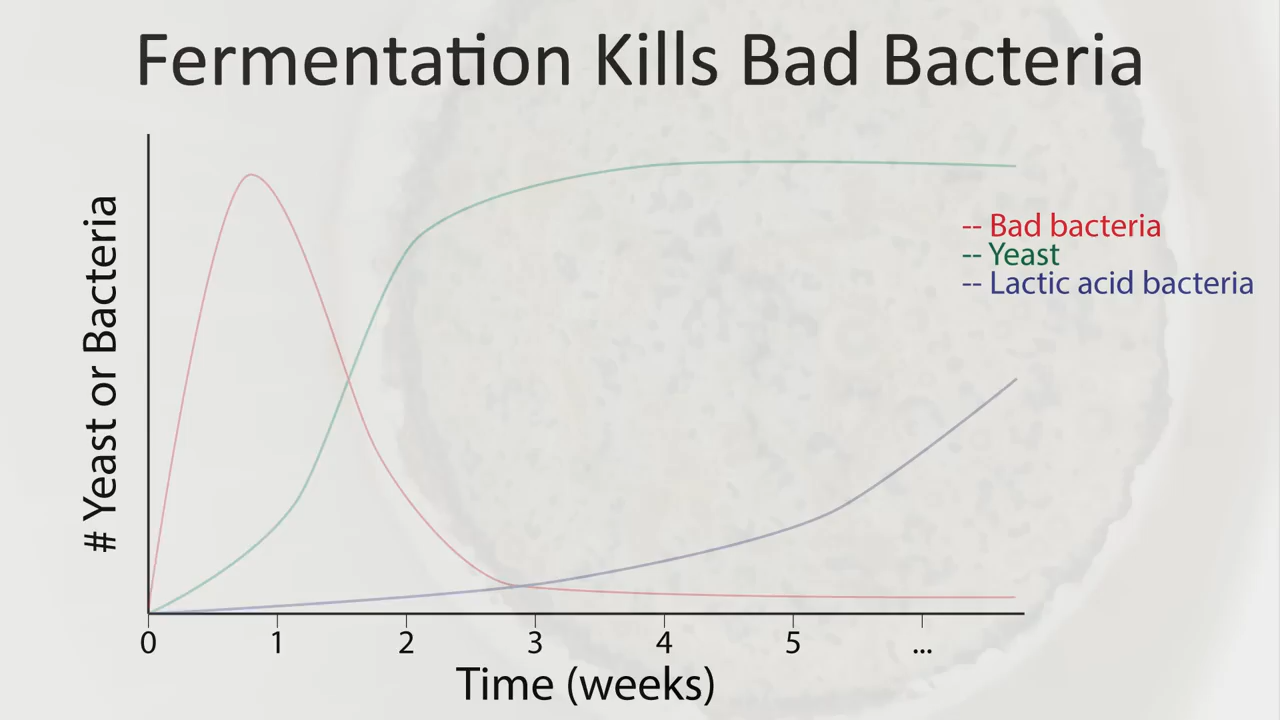 Fermentation Kills Bad Bacteria
# Yeast or Bacteria
-- Bad bacteria
-- Yeast
-- Lactic acid bacteria
0 1 2 3 4 5 ...
Time (weeks)